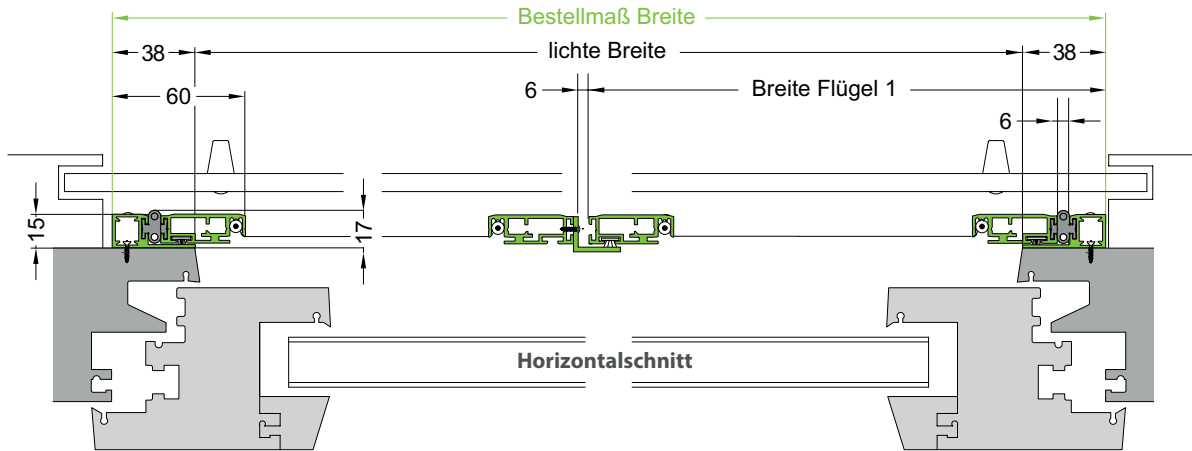 Bestellmaß Breite
38
lichte Breite
38
60
6
Breite Flügel 1
6
15
17
Horizontalschnitt